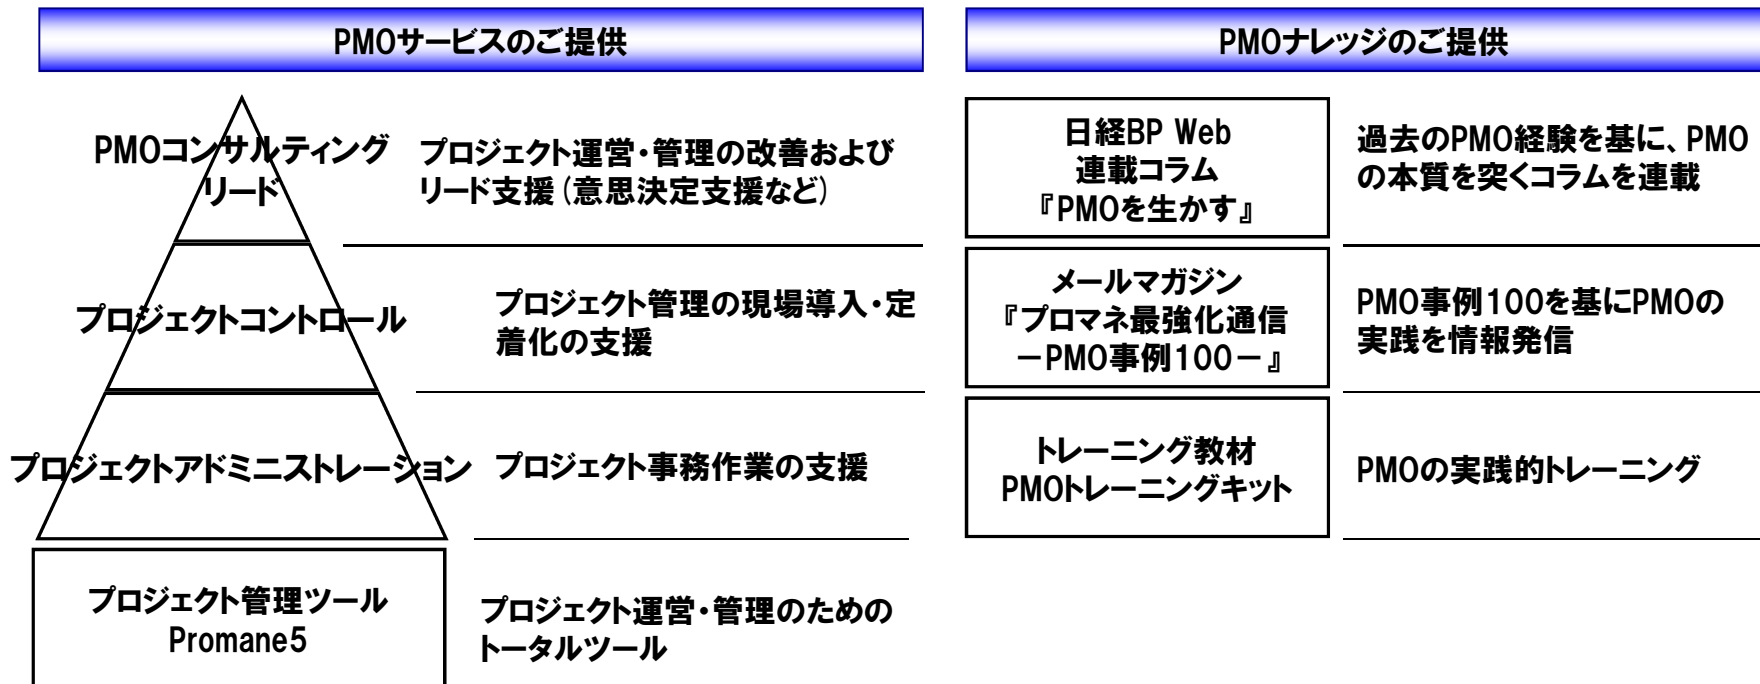 PMOサービスのご提供
PMOコンサルティング
リード
プロジェクト運営・管理の改善および
リード支援(意思決定支援など)
プロジェクトコントロール
プロジェクト管理の現場導入・定
着化の支援
プロジェクトアドミニストレーション
プロジェクト事務作業の支援
プロジェクト管理ツール
Promane5
プロジェクト運営・管理のための
トータルツール
PMOナレッジのご提供
日経BP Web
連載コラム
『PMOを生かす』
過去のPMO経験を基に、PMO
の本質を突くコラムを連載
メールマガジン
『プロマネ最強化通信
－PMO事例100－』
PMO事例100を基にPMOの
実践を情報発信
トレーニング教材
PMOトレーニングキット
PMOの実践的トレーニング